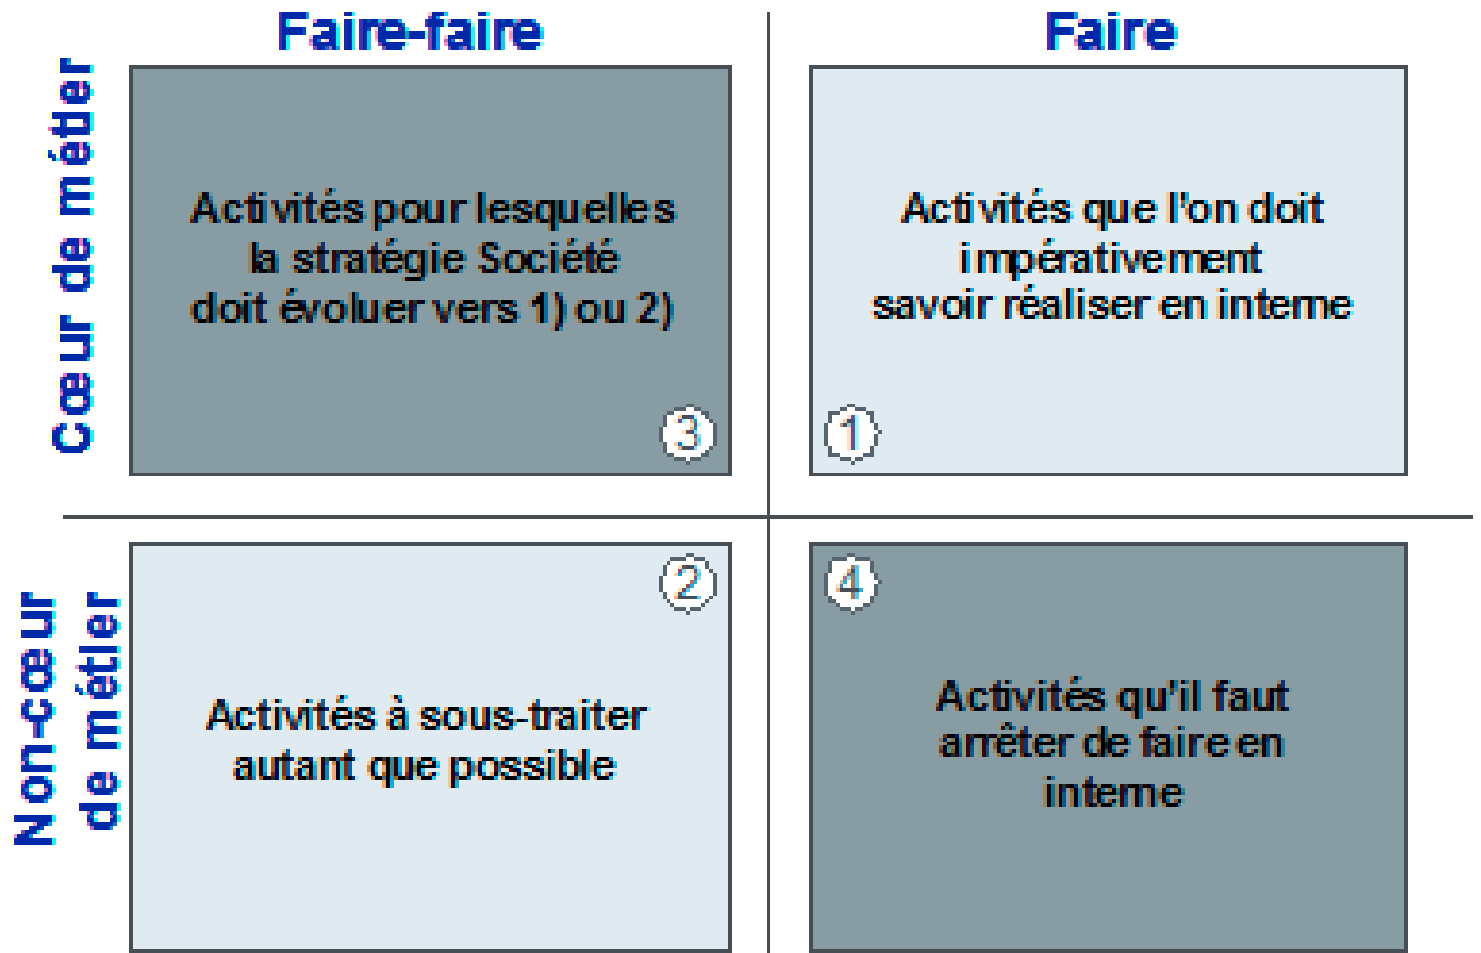 Faire-faire
Faire
Cœur de métier
Activités pour lesquelles
la stratégie Société
doit évoluer vers 1) ou 2)
3
Activités que l'on doit
impérativement
savoir réaliser en interne
1
Non-cœur
de métier
2
Activités à sous-traiter
autant que possible
4
Activités qu'il faut
arrêter de faire en
interne